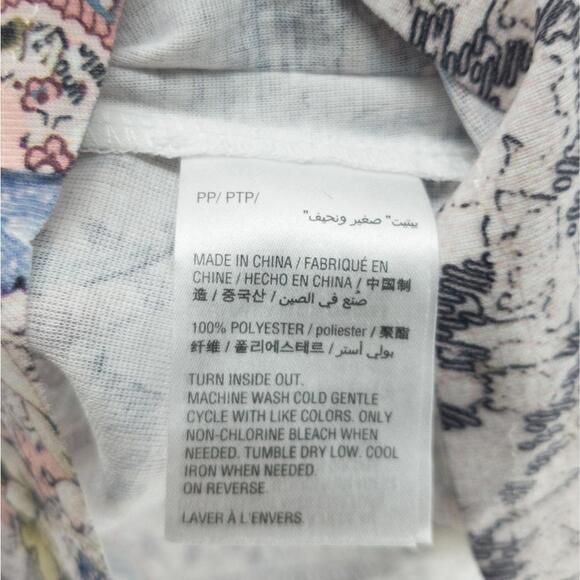 PP/ PTP/
بيتيت" صغير ونحيف"
MADE IN CHINA / FABRIQUÉ EN
CHINE / HECHO EN CHINA / 中国制
造 / 중국산 / صُنع في الصين
100% POLYESTER / poliester / 聚酯
纤维 / 폴리에스테르 / بولي أستر
TURN INSIDE OUT.
MACHINE WASH COLD GENTLE
CYCLE WITH LIKE COLORS. ONLY
NON-CHLORINE BLEACH WHEN
NEEDED. TUMBLE DRY LOW. COOL
IRON WHEN NEEDED.
ON REVERSE.
LAVER À L'ENVERS.